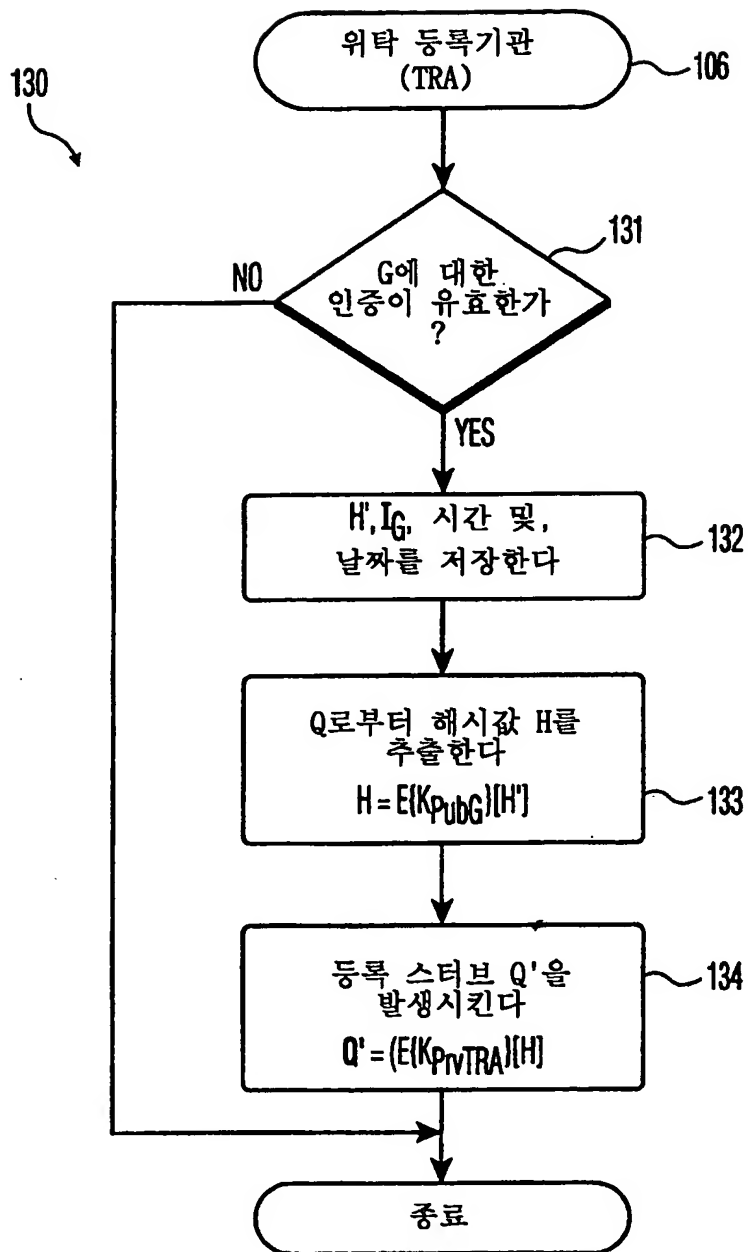 위탁 등록기관
(TRA)
106
130
131
G에 대한
인증이 유효한가
?
NO
YES
H', I_G, 시간 및,
날짜를 저장한다
132
Q로부터 해시값 H를
추출한다
H = E{K_PubG}[H']
133
등록 스터브 Q'을
발생시킨다
Q' = (E{K_PrvTRA}[H]
134
종료